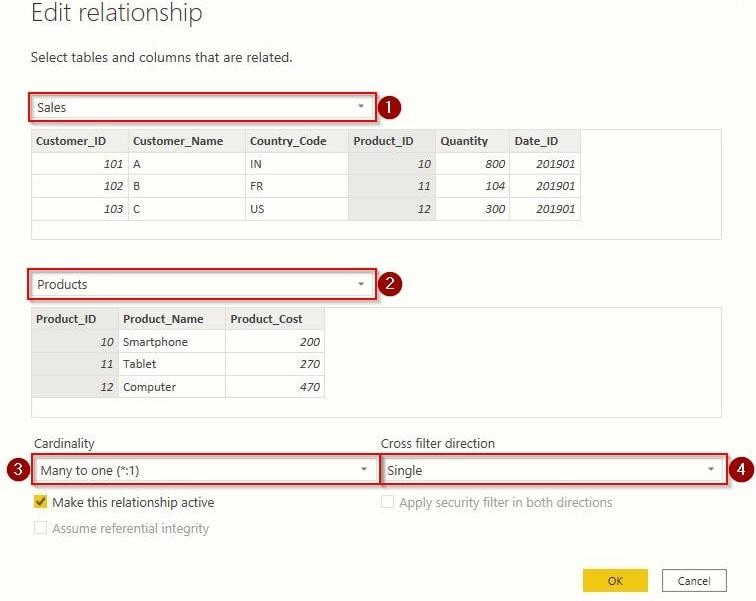 Edit relationship
Select tables and columns that are related.
Sales 1
Customer_ID Customer_Name Country_Code Product_ID Quantity Date_ID
101 A IN 10 800 201901
102 B FR 11 104 201901
103 C US 12 300 201901
Products 2
Product_ID Product_Name Product_Cost
10 Smartphone 200
11 Tablet 270
12 Computer 470
Cardinality Cross filter direction
3 Many to one (*:1) Single 4
Make this relationship active Apply security filter in both directions
Assume referential integrity
OK Cancel